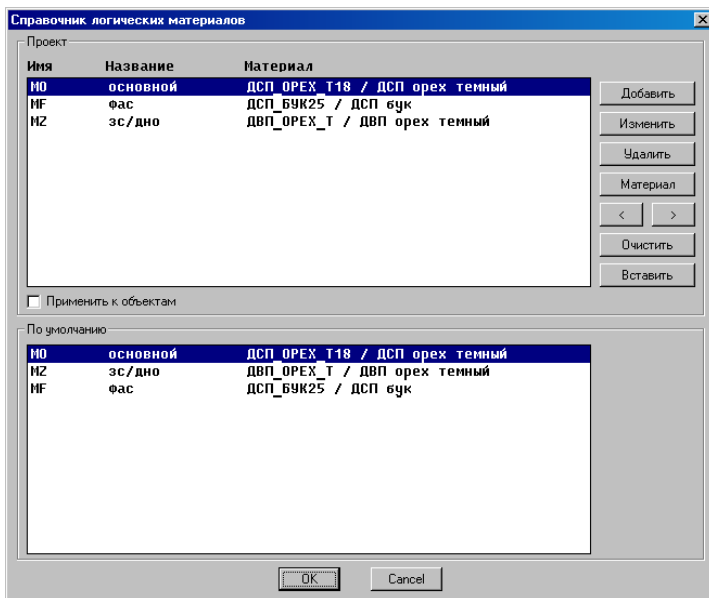 Справочник логических материалов
Проект
Имя Название Материал
M0 основной ДСП_ОРЕХ_Т18 / ДСП орех темный
MF фас ДСП_БУК25 / ДСП бук
MZ зс/дно ДВП_ОРЕХ_Т / ДВП орех темный
Добавить
Изменить
Удалить
Материал
< >
Очистить
Вставить
Применить к объектам
По умолчанию
M0 основной ДСП_ОРЕХ_Т18 / ДСП орех темный
MZ зс/дно ДВП_ОРЕХ_Т / ДВП орех темный
MF фас ДСП_БУК25 / ДСП бук
OK Cancel